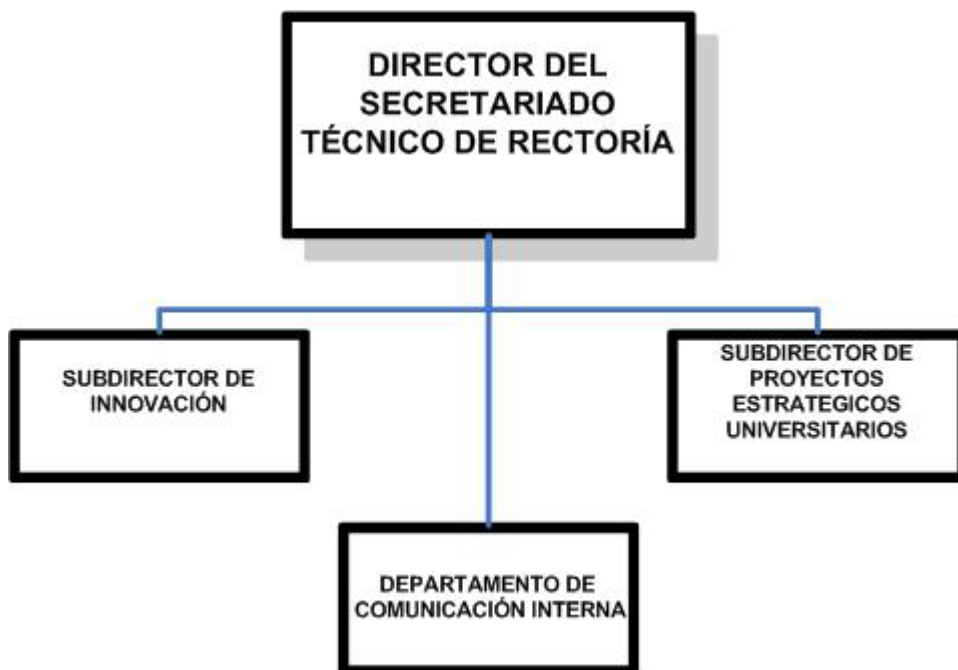 DIRECTOR DEL
SECRETARIADO
TÉCNICO DE RECTORÍA
SUBDIRECTOR DE
INNOVACIÓN
SUBDIRECTOR DE
PROYECTOS
ESTRATEGICOS
UNIVERSITARIOS
DEPARTAMENTO DE
COMUNICACIÓN INTERNA